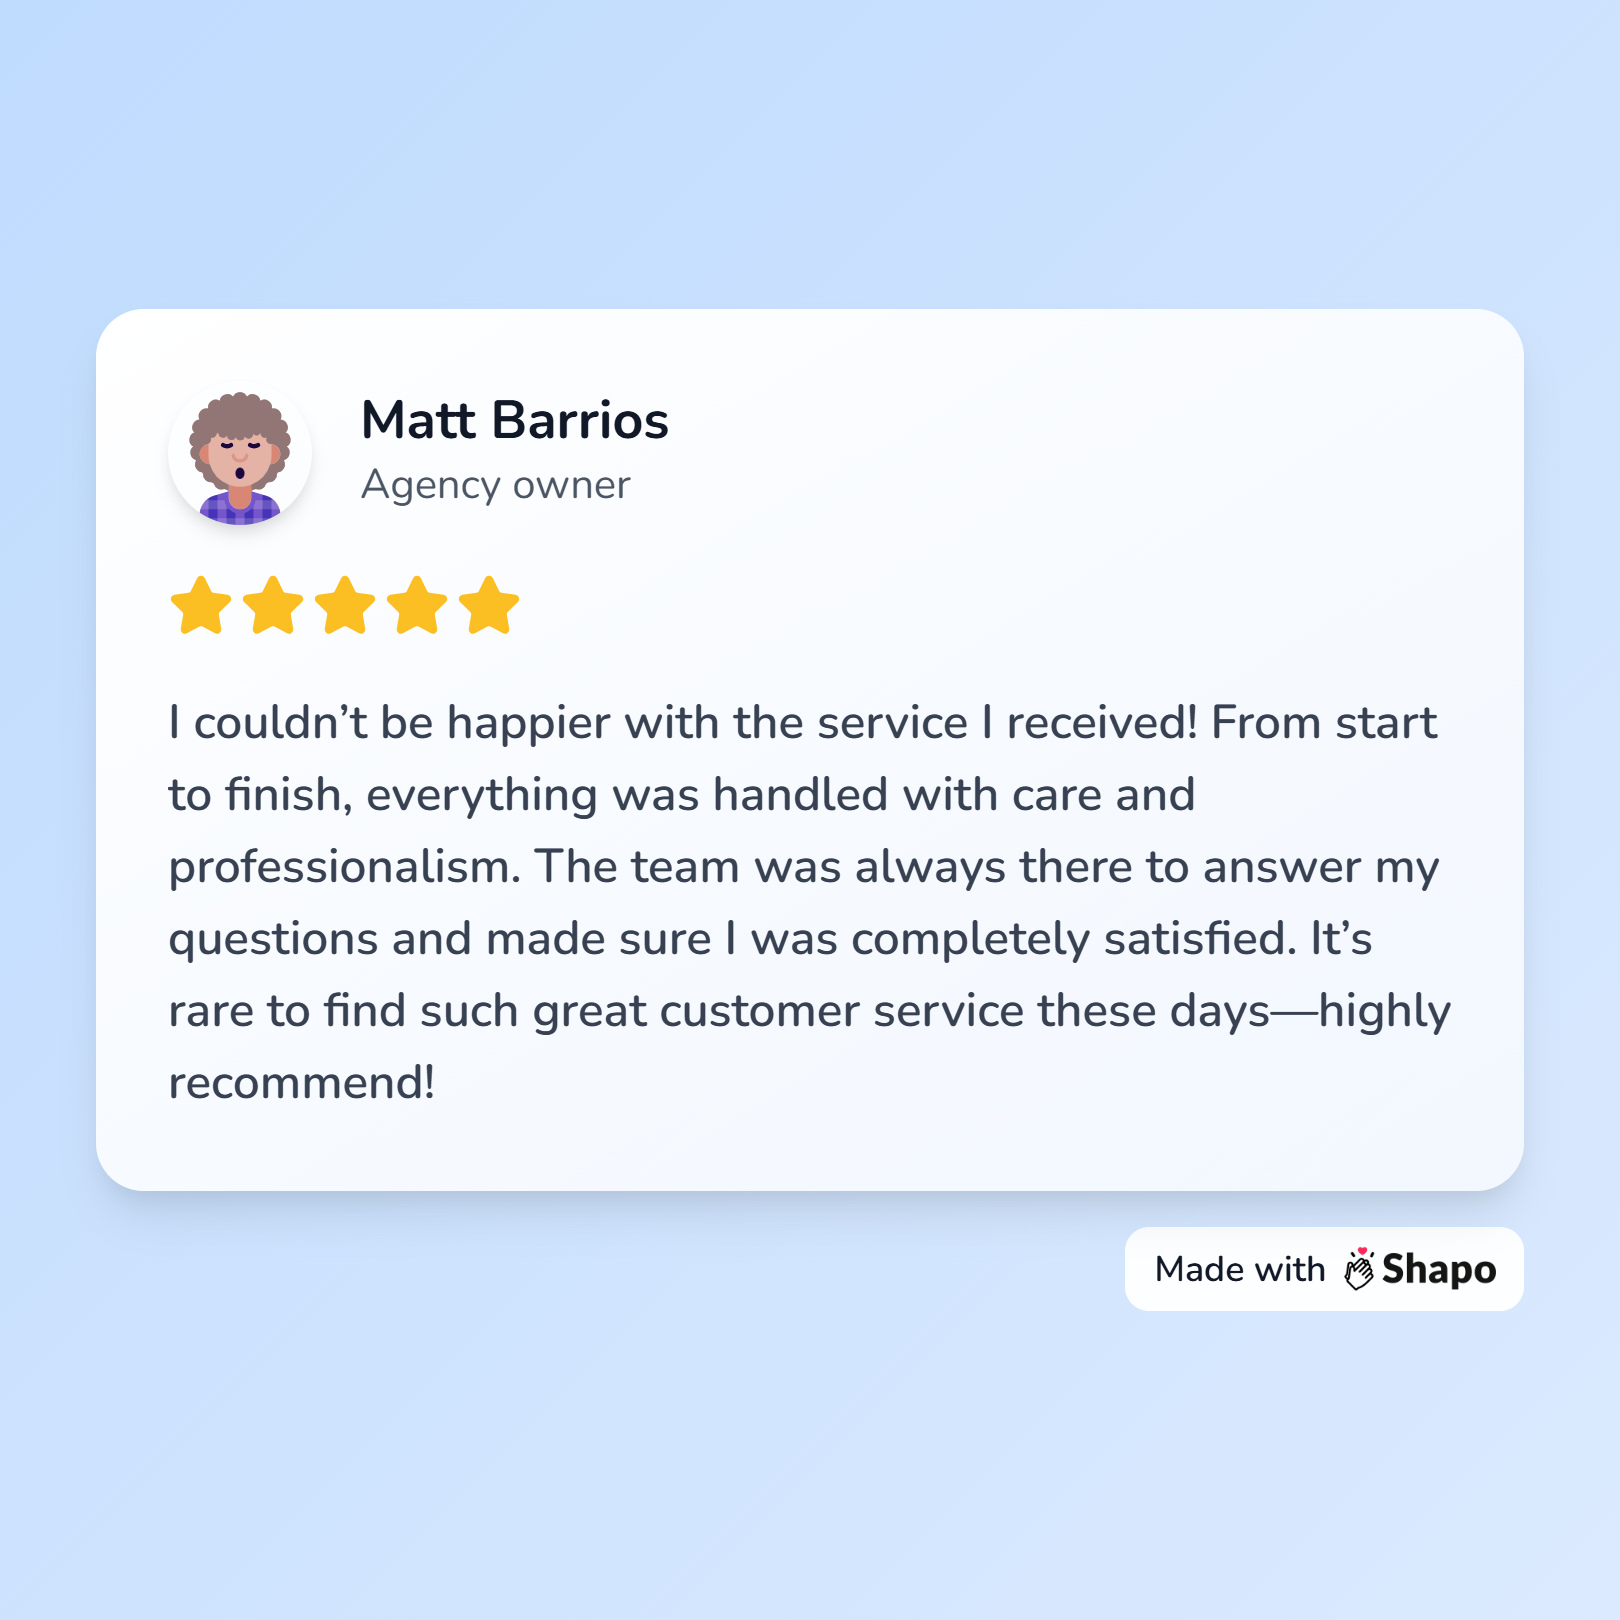 Matt Barrios
Agency owner
I couldn’t be happier with the service I received! From start
to finish, everything was handled with care and
professionalism. The team was always there to answer my
questions and made sure I was completely satisfied. It’s
rare to find such great customer service these days—highly
recommend!
Made with Shapo